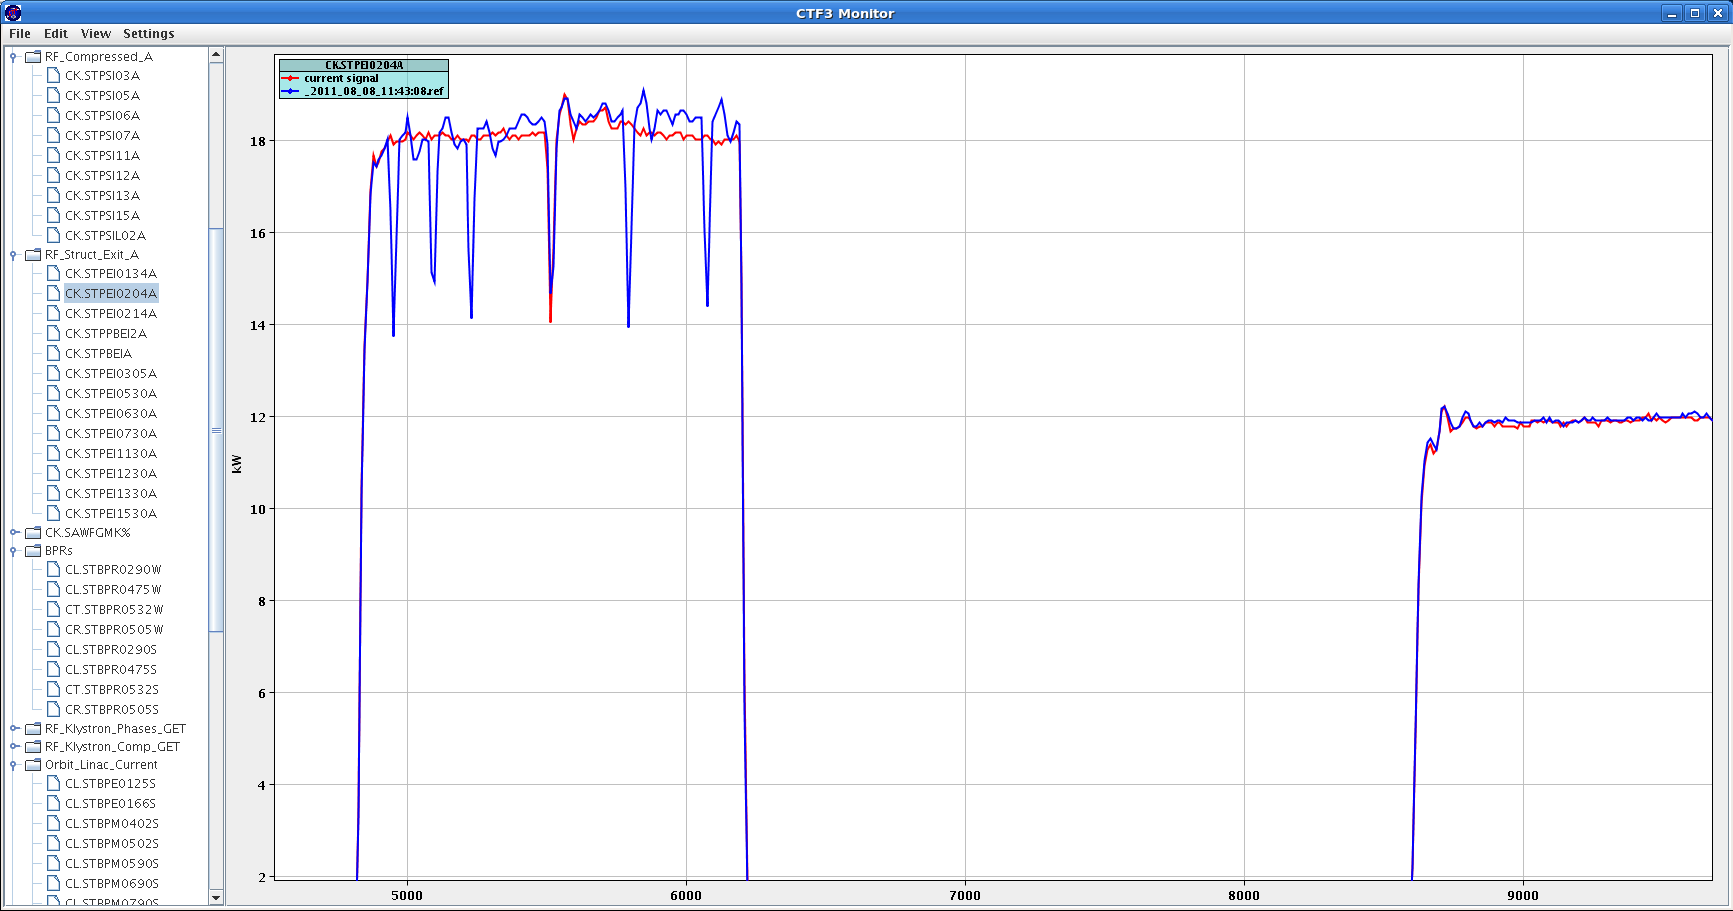 CTF3 Monitor
File Edit View Settings
RF_Compressed_A
CK.STPSI03A
CK.STPSI05A
CK.STPSI06A
CK.STPSI07A
CK.STPSI11A
CK.STPSI12A
CK.STPSI13A
CK.STPSI15A
CK.STPSIL02A
RF_Struct_Exit_A
CK.STPEI0134A
CK.STPEI0204A
CK.STPEI0214A
CK.STPPBEI2A
CK.STPBEIA
CK.STPEI0305A
CK.STPEI0530A
CK.STPEI0630A
CK.STPEI0730A
CK.STPEI1130A
CK.STPEI1230A
CK.STPEI1330A
CK.STPEI1530A
CK.SAWFGMK%
BPRs
CL.STBPR0290W
CL.STBPR0475W
CT.STBPR0532W
CR.STBPR0505W
CL.STBPR0290S
CL.STBPR0475S
CT.STBPR0532S
CR.STBPR0505S
RF_Klystron_Phases_GET
RF_Klystron_Comp_GET
Orbit_Linac_Current
CL.STBPE0125S
CL.STBPE0166S
CL.STBPM0402S
CL.STBPM0502S
CL.STBPM0590S
CL.STBPM0690S
CL.STBPM0790S
CK.STPEI0204A
current signal
_2011_08_08_11:43:08.ref
kW
18
16
14
12
10
8
6
4
2
5000 6000 7000 8000 9000